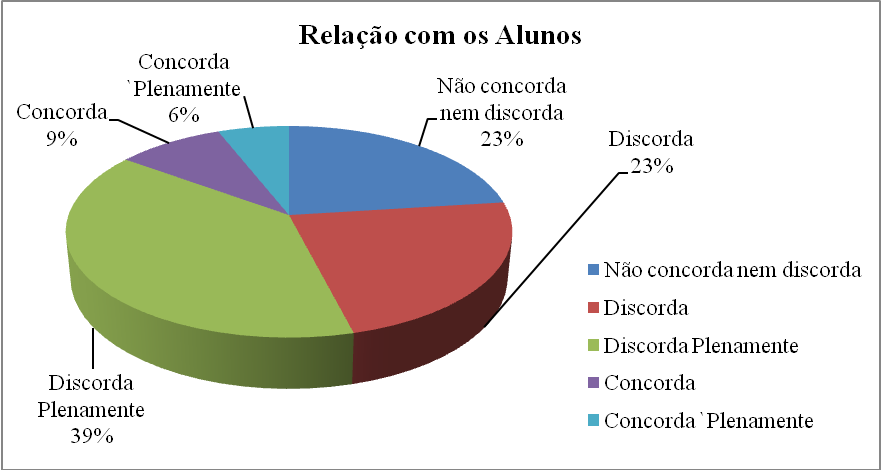 Relação com os Alunos
Concorda
`Plenamente
6%
Não concorda
nem discorda
23%
Concorda
9%
Discorda
23%
Discorda
Plenamente
39%
Não concorda nem discorda
Discorda
Discorda Plenamente
Concorda
Concorda `Plenamente